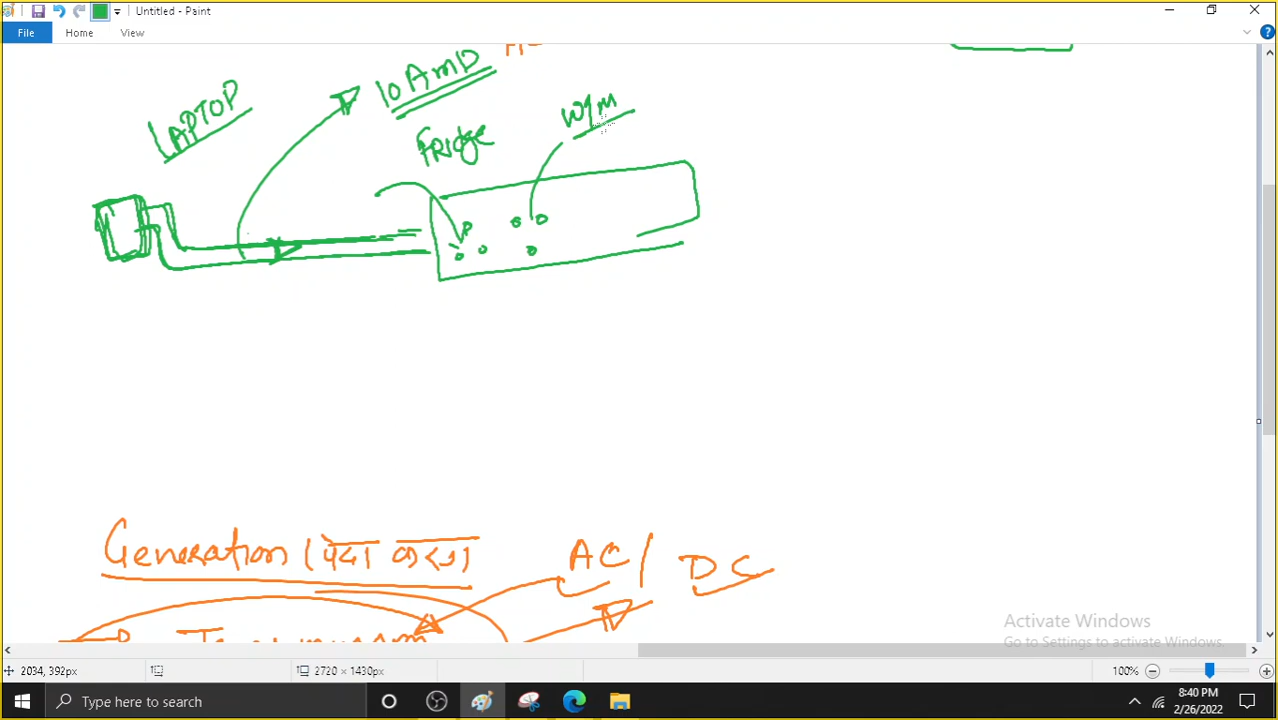 Untitled - Paint
File Home View
10 AmP
LAPTOP
Fridge
W/M
Generation (पैदा करना)
AC / DC
Activate Windows
Go to Settings to activate Windows.
2034, 392px
2720 × 1430px
100%
Type here to search
8:40 PM
2/26/2022